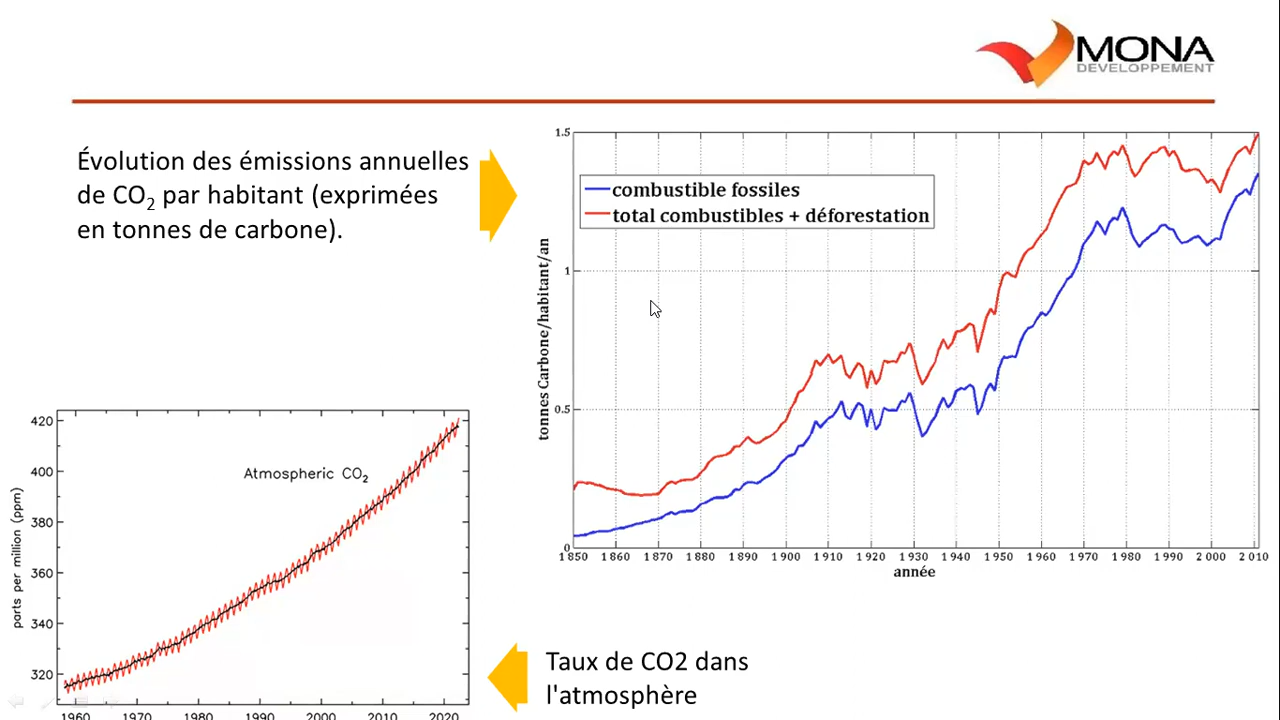 MONA
DEVELOPPEMENT
Évolution des émissions annuelles
de CO₂ par habitant (exprimées
en tonnes de carbone).
1.5
1
0.5
0
tonnes Carbone/habitant/an
combustible fossiles
total combustibles + déforestation
1 850 1 860 1 870 1 880 1 890 1 900 1 910 1 920 1 930 1 940 1 950 1 960 1 970 1 980 1 990 2 000 2 010
année
420
400
380
360
340
320
parts per million (ppm)
Atmospheric CO₂
1960 1970 1980 1990 2000 2010 2020
Taux de CO2 dans
l'atmosphère